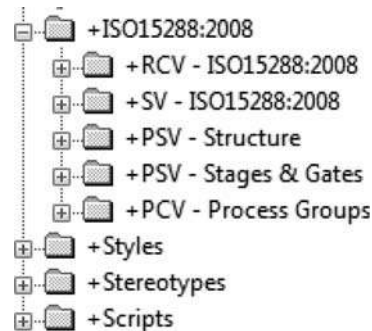 +ISO15288:2008
+RCV - ISO15288:2008
+SV - ISO15288:2008
+PSV - Structure
+PSV - Stages & Gates
+PCV - Process Groups
+Styles
+Stereotypes
+Scripts